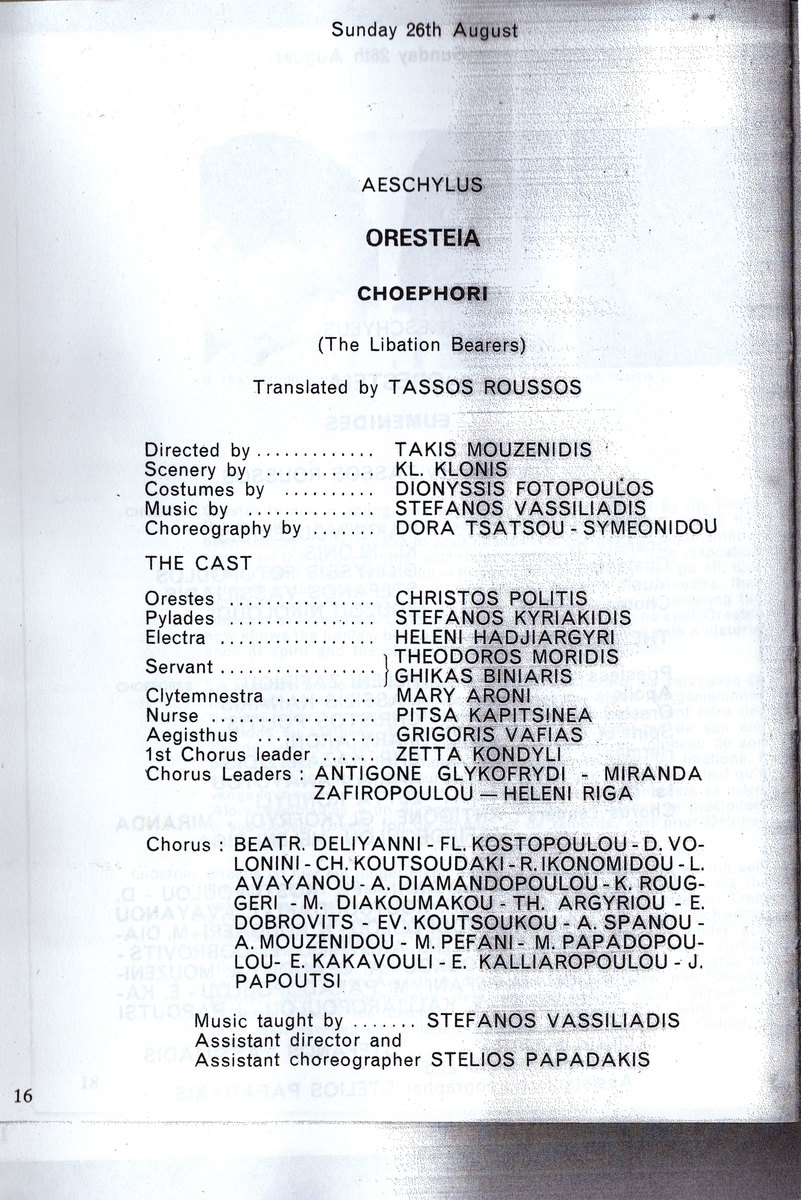 Sunday 26th August
AESCHYLUS
ORESTEIA
CHOEPHORI
(The Libation Bearers)
Translated by TASSOS ROUSSOS
Directed by ............. TAKIS MOUZENIDIS
Scenery by ............. KL. KLONIS
Costumes by .......... DIONYSSIS FOTOPOULOS
Music by ............. STEFANOS VASSILIADIS
Choreography by ........ DORA TSATSOU - SYMEONIDOU
THE CAST
Orestes ................. CHRISTOS POLITIS
Pylades ................ STEFANOS KYRIAKIDIS
Electra ................. HELENI HADJIARGYRI
Servant ................. } THEODOROS MORIDIS
GHIKAS BINIARIS
Clytemnestra ............ MARY ARONI
Nurse .................. PITSA KAPITSINEA
Aegisthus .............. GRIGORIS VAFIAS
1st Chorus leader ...... ZETTA KONDYLI
Chorus Leaders : ANTIGONE GLYKOFRYDI - MIRANDA
ZAFIROPOULOU — HELENI RIGA
Chorus : BEATR. DELIYANNI - FL. KOSTOPOULOU - D. VO-
LONINI - CH. KOUTSOUDAKI - R. IKONOMIDOU - L.
AVAYANOU - A. DIAMANDOPOULOU - K. ROUG-
GERI - M. DIAKOUMAKOU - TH. ARGYRIOU - E.
DOBROVITS - EV. KOUTSOUKOU - A. SPANOU -
A. MOUZENIDOU - M. PEFANI - M. PAPADOPOU-
LOU- E. KAKAVOULI - E. KALLIAROPOULOU - J.
PAPOUTSI
Music taught by ....... STEFANOS VASSILIADIS
Assistant director and
Assistant choreographer STELIOS PAPADAKIS
16